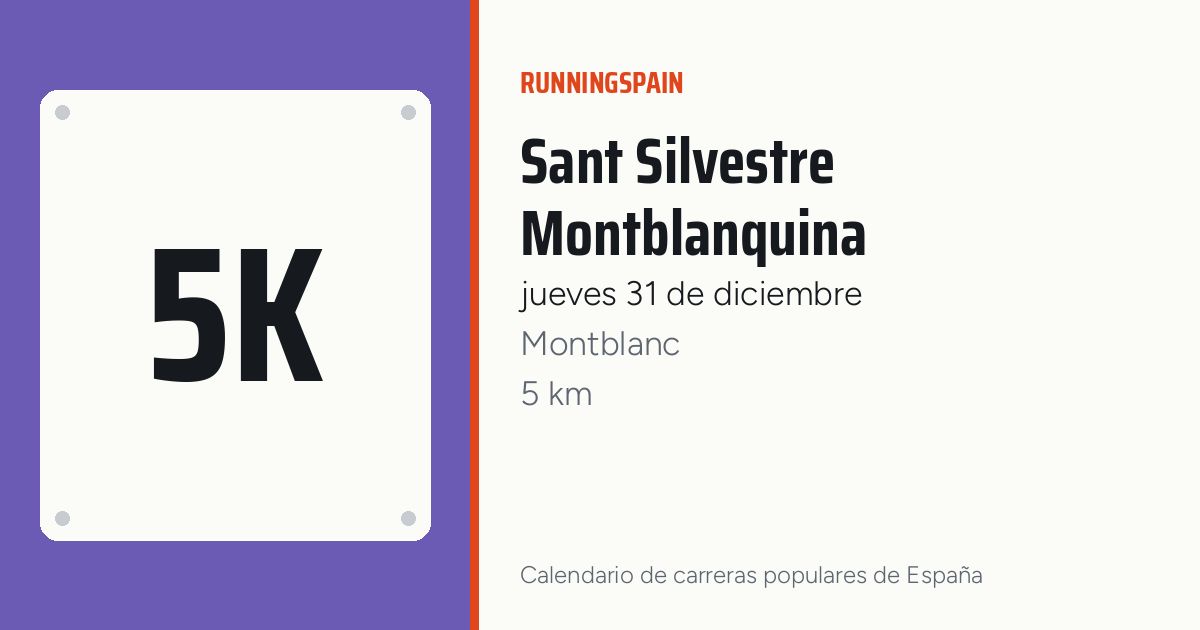 5K
RUNNINGSPAIN
Sant Silvestre
Montblanquina
jueves 31 de diciembre
Montblanc
5 km
Calendario de carreras populares de España